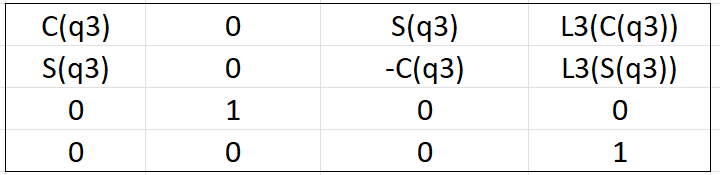 C(q3) 0 S(q3) L3(C(q3))
S(q3) 0 -C(q3) L3(S(q3))
0 1 0 0
0 0 0 1